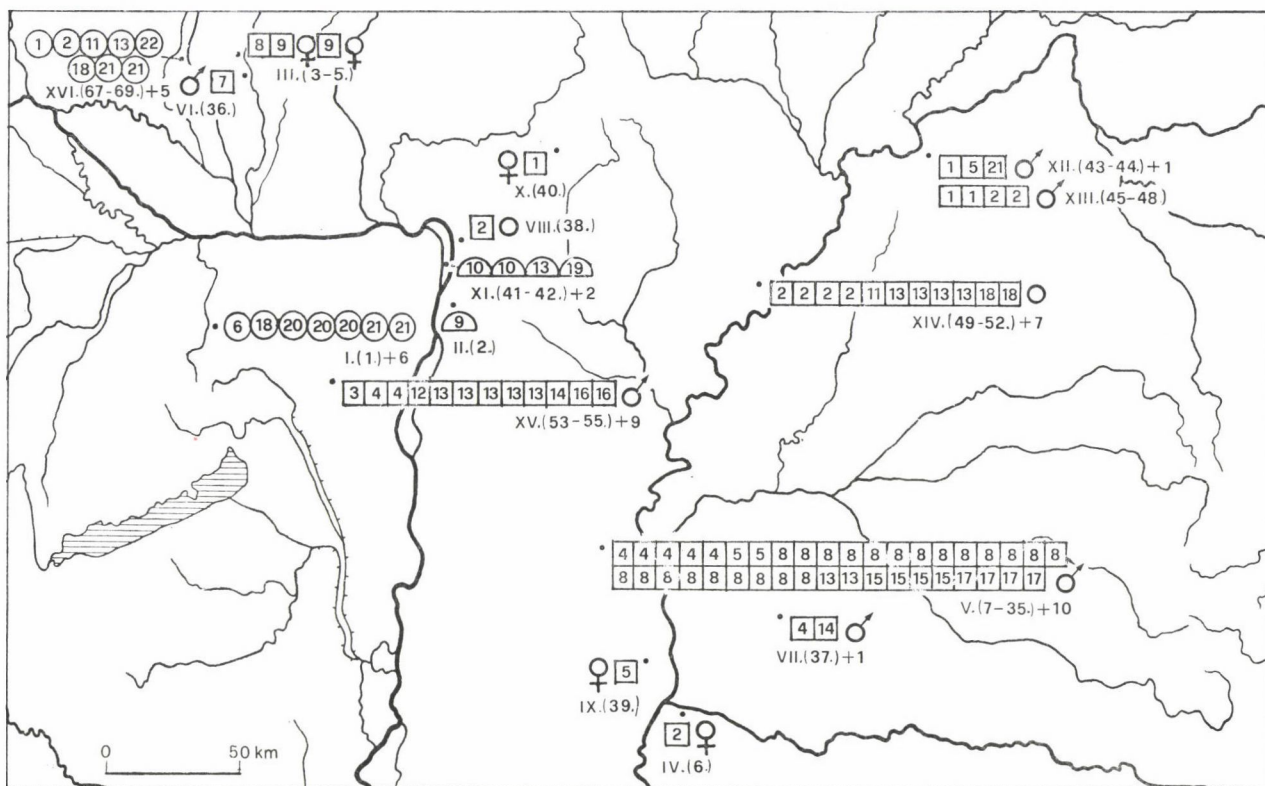 1 2 11 13 22
18 21 21
XVI.(67-69.)+5
7
VI.(36.)
8 9 ♀ 9 ♀
III.(3-5.)
♀ 1
X.(40.)
1 5 21 ♂ XII.(43-44.)+1
1 1 2 2 ♂ XIII.(45-48)
2 VIII.(38.)
10 10 13 19
XI.(41-42.)+2
2 2 2 2 11 13 13 13 13 18 18
XIV.(49-52.)+7
6 18 20 20 20 21 21
I.(1.)+6
9
II.(2.)
3 4 4 12 13 13 13 13 13 14 16 16 ♂
XV.(53-55.)+9
4 4 4 4 4 5 5 8 8 8 8 8 8 8 8 8 8 8 8 8
8 8 8 8 8 8 8 8 8 13 13 15 15 15 15 17 17 17 17 ♂
V.(7-35.)+10
4 14 ♂
VII.(37.)+1
♀ 5
IX.(39.)
2 ♀
IV.(6.)
0 50 km